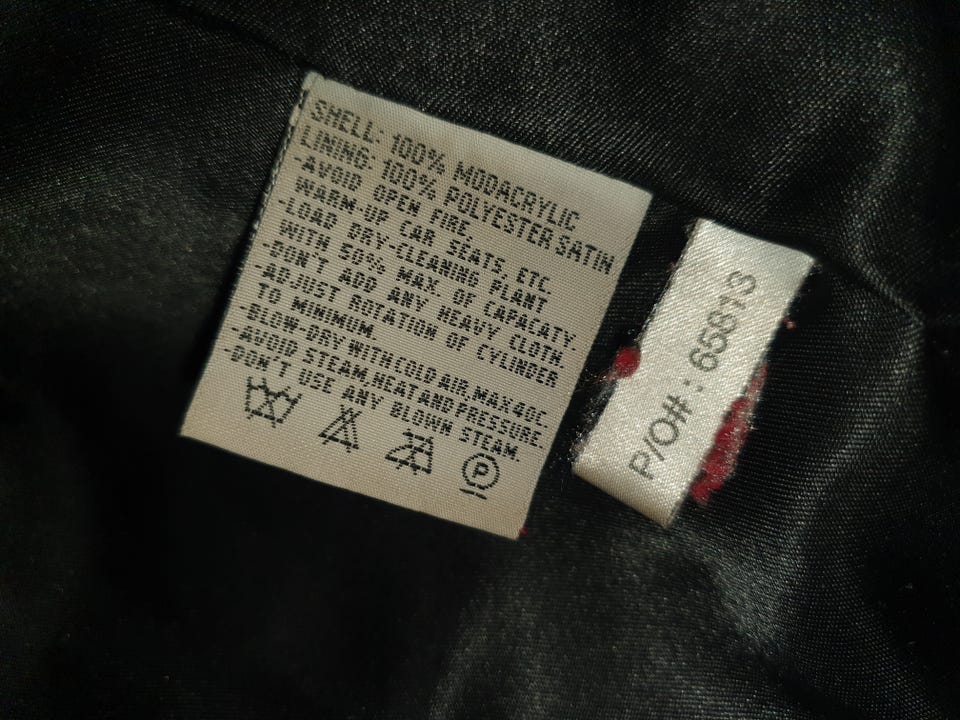 SHELL: 100% MODACRYLIC
LINING: 100% POLYESTER SATIN
-AVOID OPEN FIRE,
WARM-UP CAR SEATS, ETC
-LOAD DRY-CLEANING PLANT
WITH 50% MAX. OF CAPACATY
-DON'T ADD ANY HEAVY CLOTH
-ADJUST ROTATION OF CYLINDER
TO MINIMUM.
-BLOW-DRY WITH COLD AIR, MAX 40C.
-AVOID STEAM, HEAT AND PRESSURE.
-DON'T USE ANY BLOWN STEAM.
P
P/O#: 65813